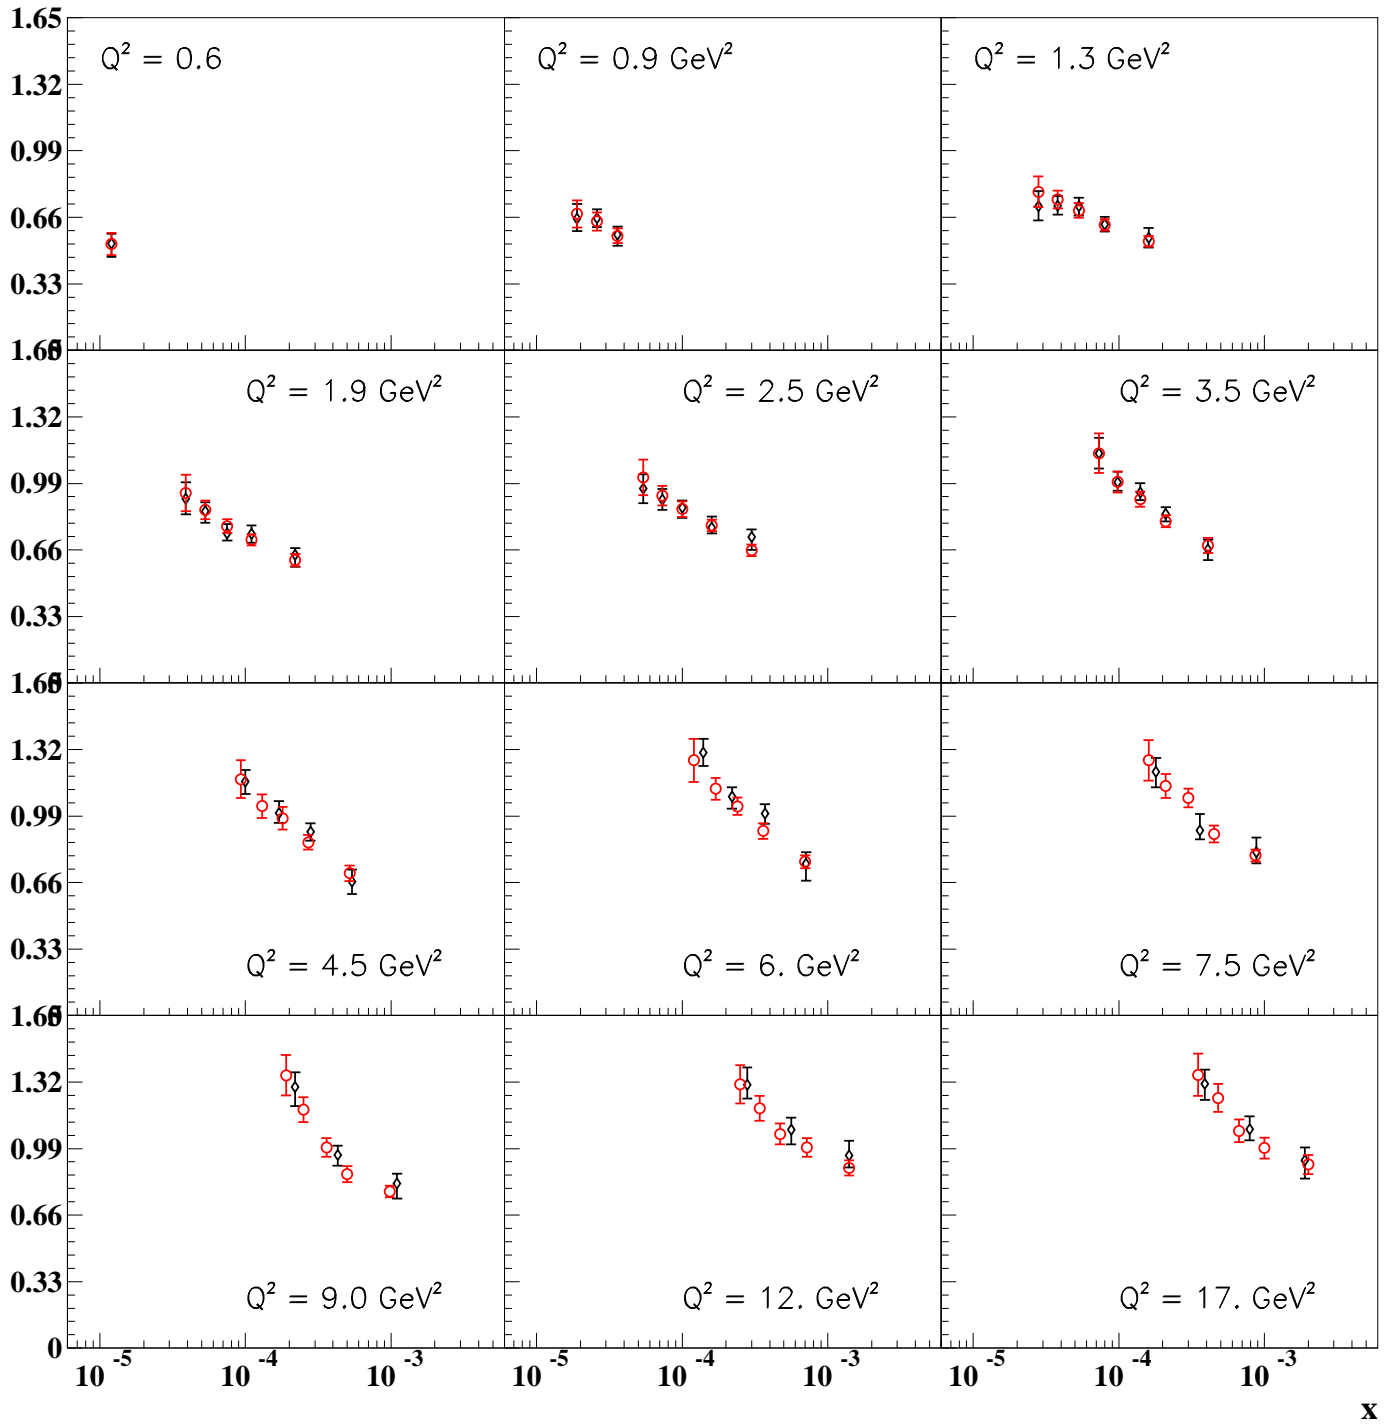 1.65
Q² = 0.6
Q² = 0.9 GeV²
Q² = 1.3 GeV²
1.32
0.99
0.66
0.33
1.65
Q² = 1.9 GeV²
Q² = 2.5 GeV²
Q² = 3.5 GeV²
1.32
0.99
0.66
0.33
1.65
1.32
0.99
0.66
0.33
Q² = 4.5 GeV²
Q² = 6. GeV²
Q² = 7.5 GeV²
1.65
1.32
0.99
0.66
0.33
Q² = 9.0 GeV²
Q² = 12. GeV²
Q² = 17. GeV²
0
10⁻⁵ 10⁻⁴ 10⁻³ 10⁻⁵ 10⁻⁴ 10⁻³ 10⁻⁵ 10⁻⁴ 10⁻³
x